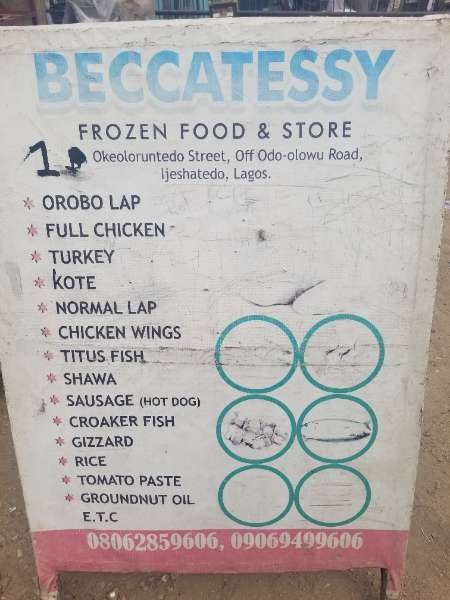 BECCATESSY
FROZEN FOOD & STORE
1, Okeoloruntedo Street, Off Odo-olowu Road,
Ijeshatedo, Lagos.
* OROBO LAP
* FULL CHICKEN
* TURKEY
* KOTE
* NORMAL LAP
* CHICKEN WINGS
* TITUS FISH
* SHAWA
* SAUSAGE (HOT DOG)
* CROAKER FISH
* GIZZARD
* RICE
* TOMATO PASTE
* GROUNDNUT OIL
E.T.C
08062859606, 09069499606